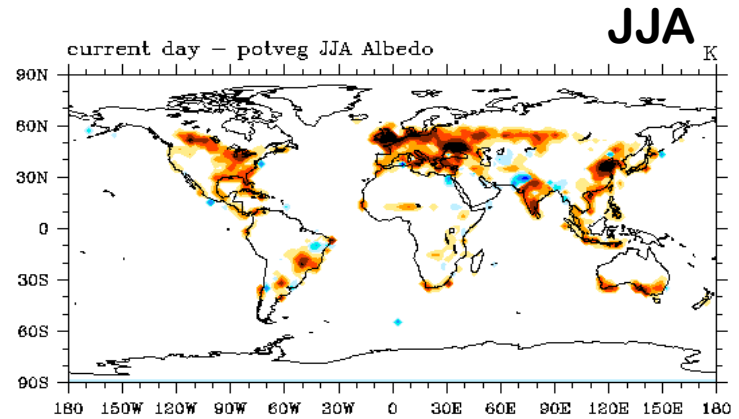 JJA
current day – potveg JJA Albedo
K
90N
60N
30N
0
30S
60S
90S
180 150W 120W 90W 60W 30W 0 30E 60E 90E 120E 150E 180